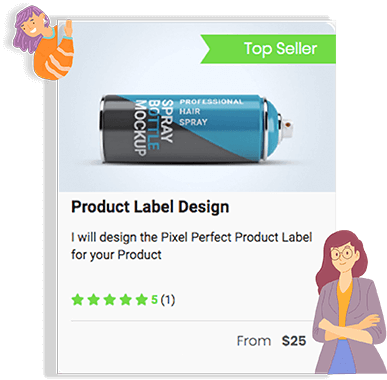 Top Seller
SPRAY
BOTTLE
MOCKUP
PROFESSIONAL
HAIR
SPRAY
Product Label Design
I will design the Pixel Perfect Product Label
for your Product
5 (1)
From $25